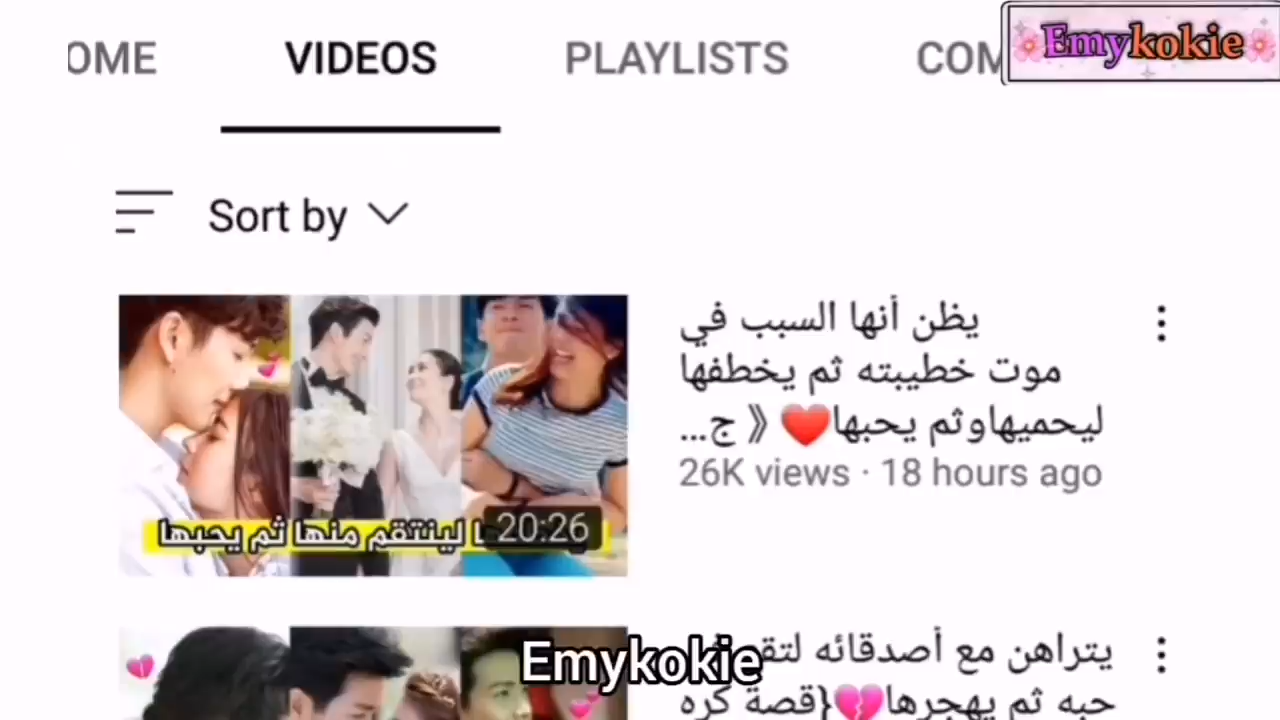 OME VIDEOS PLAYLISTS COM
Emykokie
Sort by
يظن أنها السبب في
موت خطيبته ثم يخطفها
ليحميهاوثم يحبها❤️《 ج...
26K views · 18 hours ago
لينتقم منها ثم يحبها
20:26
يتراهن مع أصدقائه
حبه ثم يهجرها💔{قصة كره
Emykokie